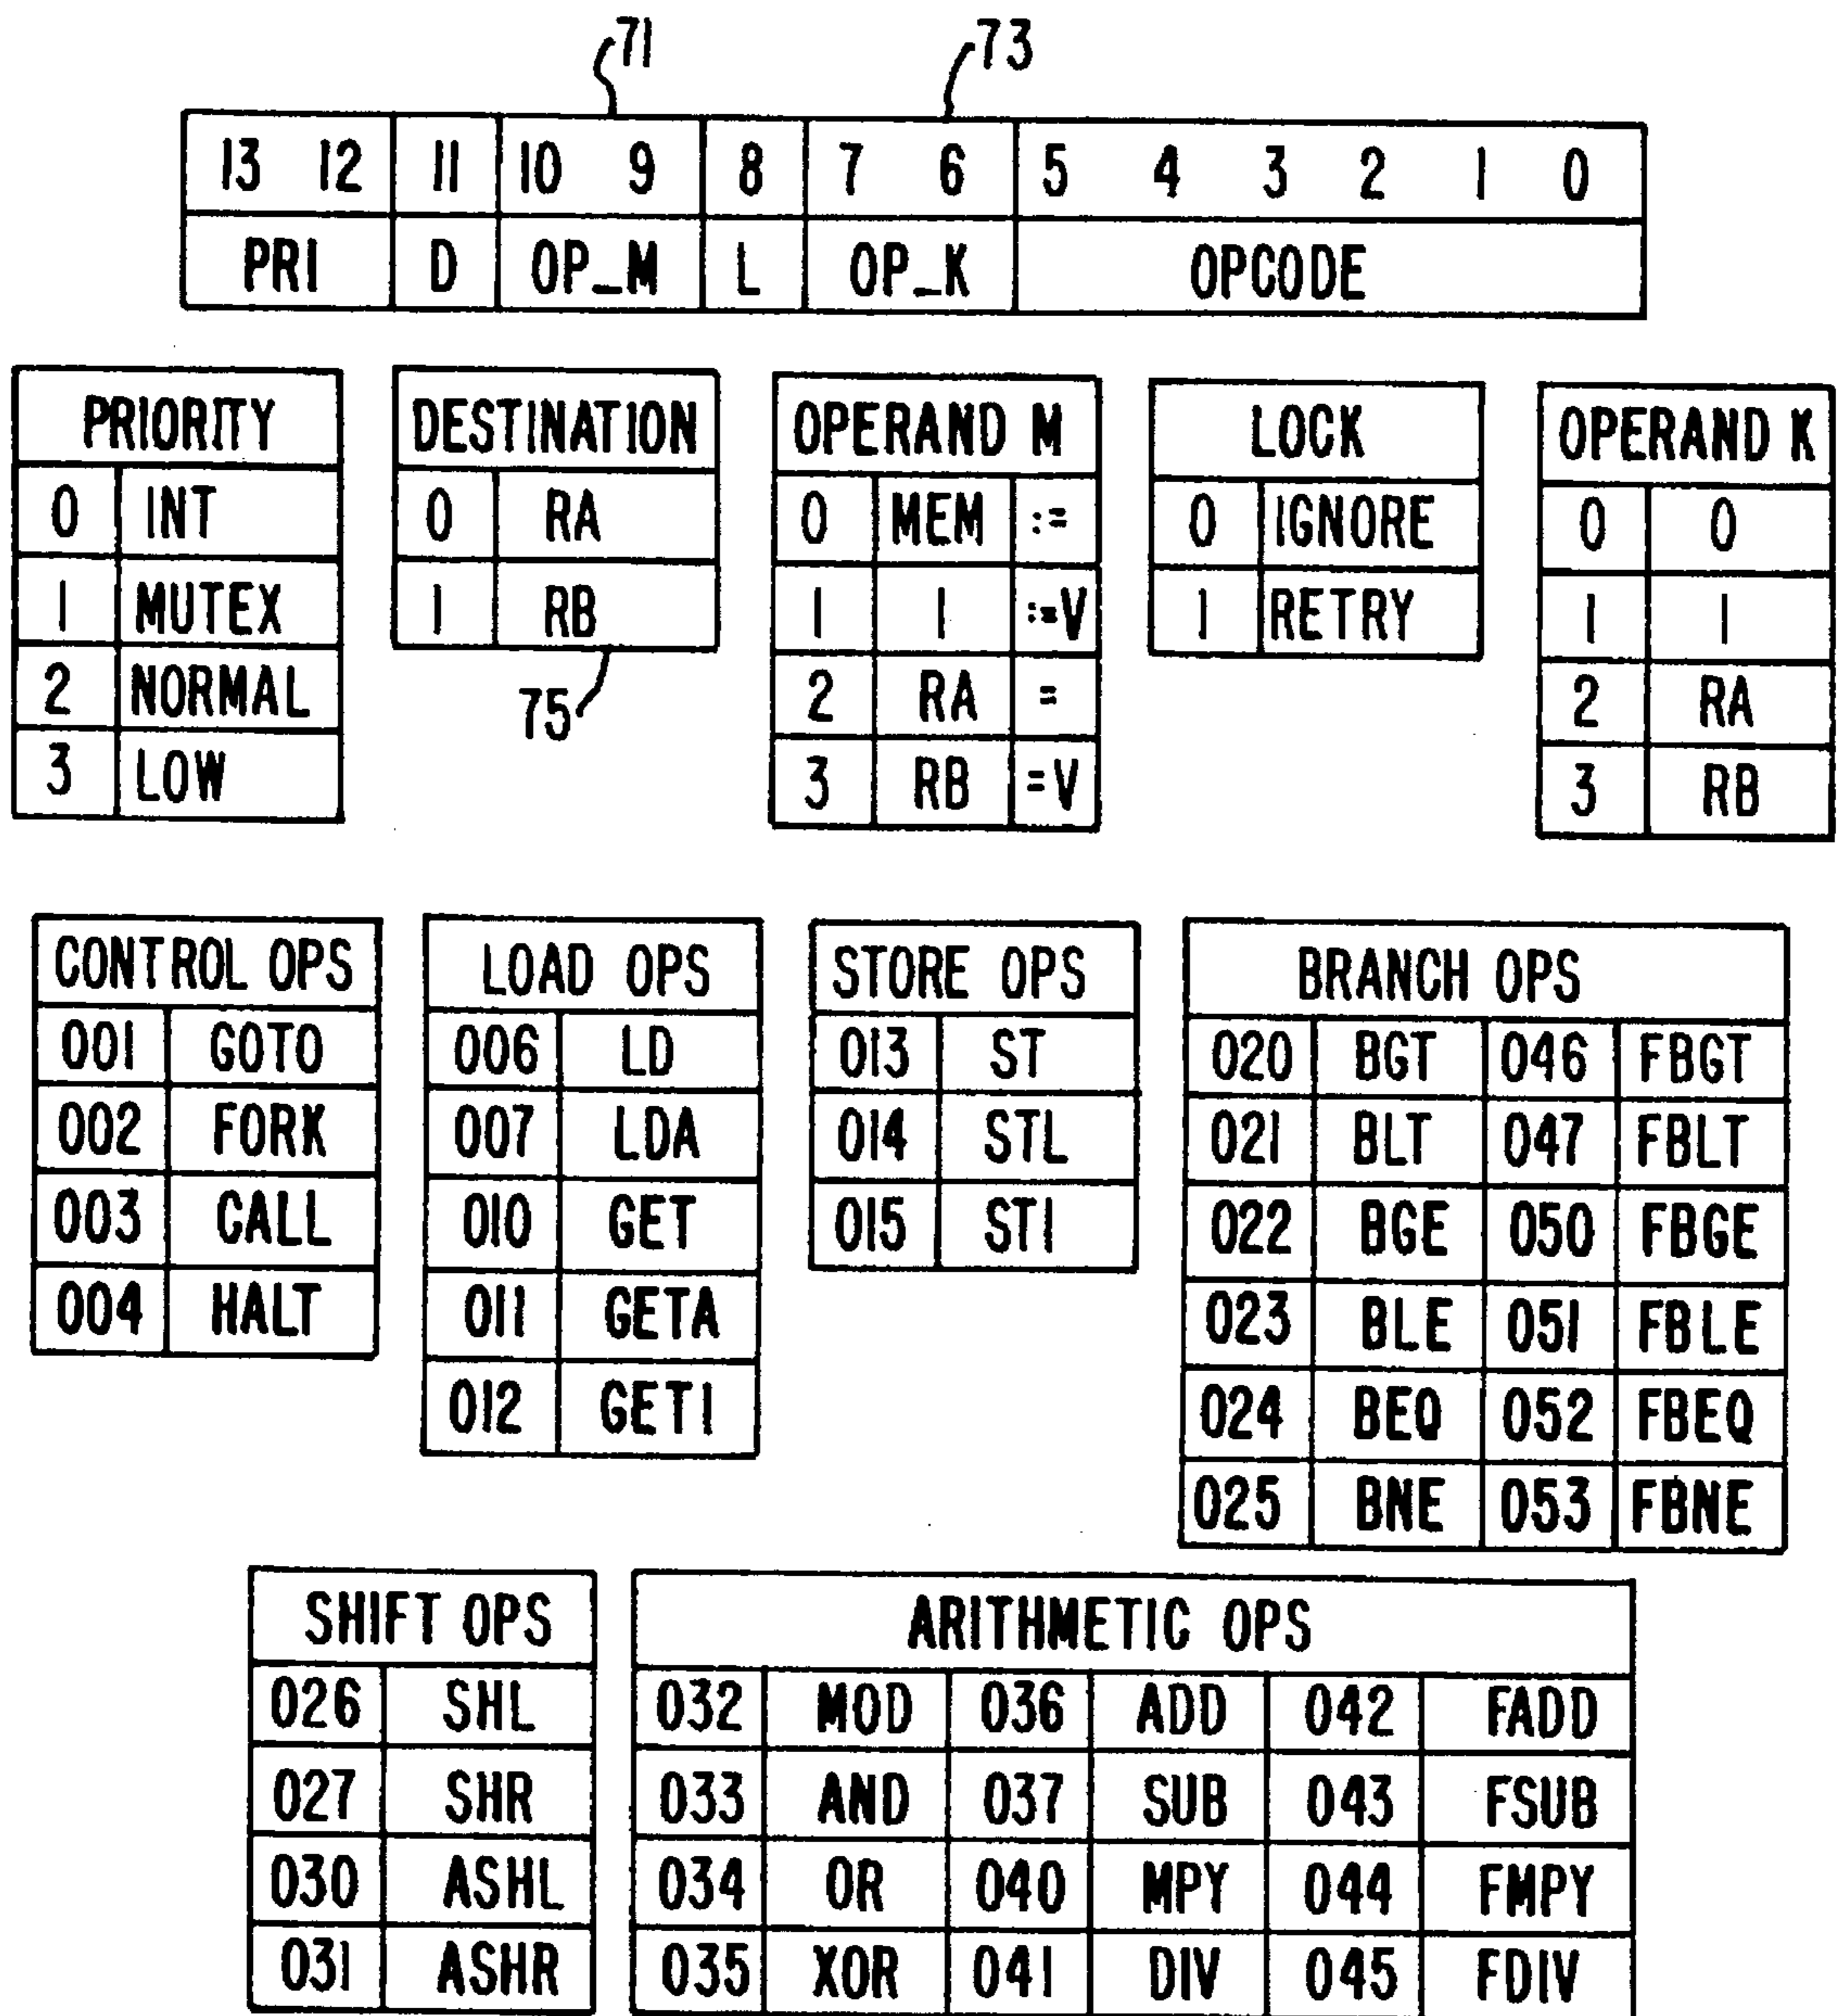 71 73
13 12 11 10 9 8 7 6 5 4 3 2 1 0
PRI D OP_M L OP_K OPCODE
PRIORITY
0 INT
1 MUTEX
2 NORMAL
3 LOW
DESTINATION
0 RA
1 RB
75
OPERAND M
0 MEM :=
1 1 :=V
2 RA =
3 RB =V
LOCK
0 IGNORE
1 RETRY
OPERAND K
0 0
1 1
2 RA
3 RB
CONTROL OPS
001 GOTO
002 FORK
003 CALL
004 HALT
LOAD OPS
006 LD
007 LDA
010 GET
011 GETA
012 GETI
STORE OPS
013 ST
014 STL
015 STI
BRANCH OPS
020 BGT 046 FBGT
021 BLT 047 FBLT
022 BGE 050 FBGE
023 BLE 051 FBLE
024 BEQ 052 FBEQ
025 BNE 053 FBNE
SHIFT OPS
026 SHL
027 SHR
030 ASHL
031 ASHR
ARITHMETIC OPS
032 MOD 036 ADD 042 FADD
033 AND 037 SUB 043 FSUB
034 OR 040 MPY 044 FMPY
035 XOR 041 DIV 045 FDIV